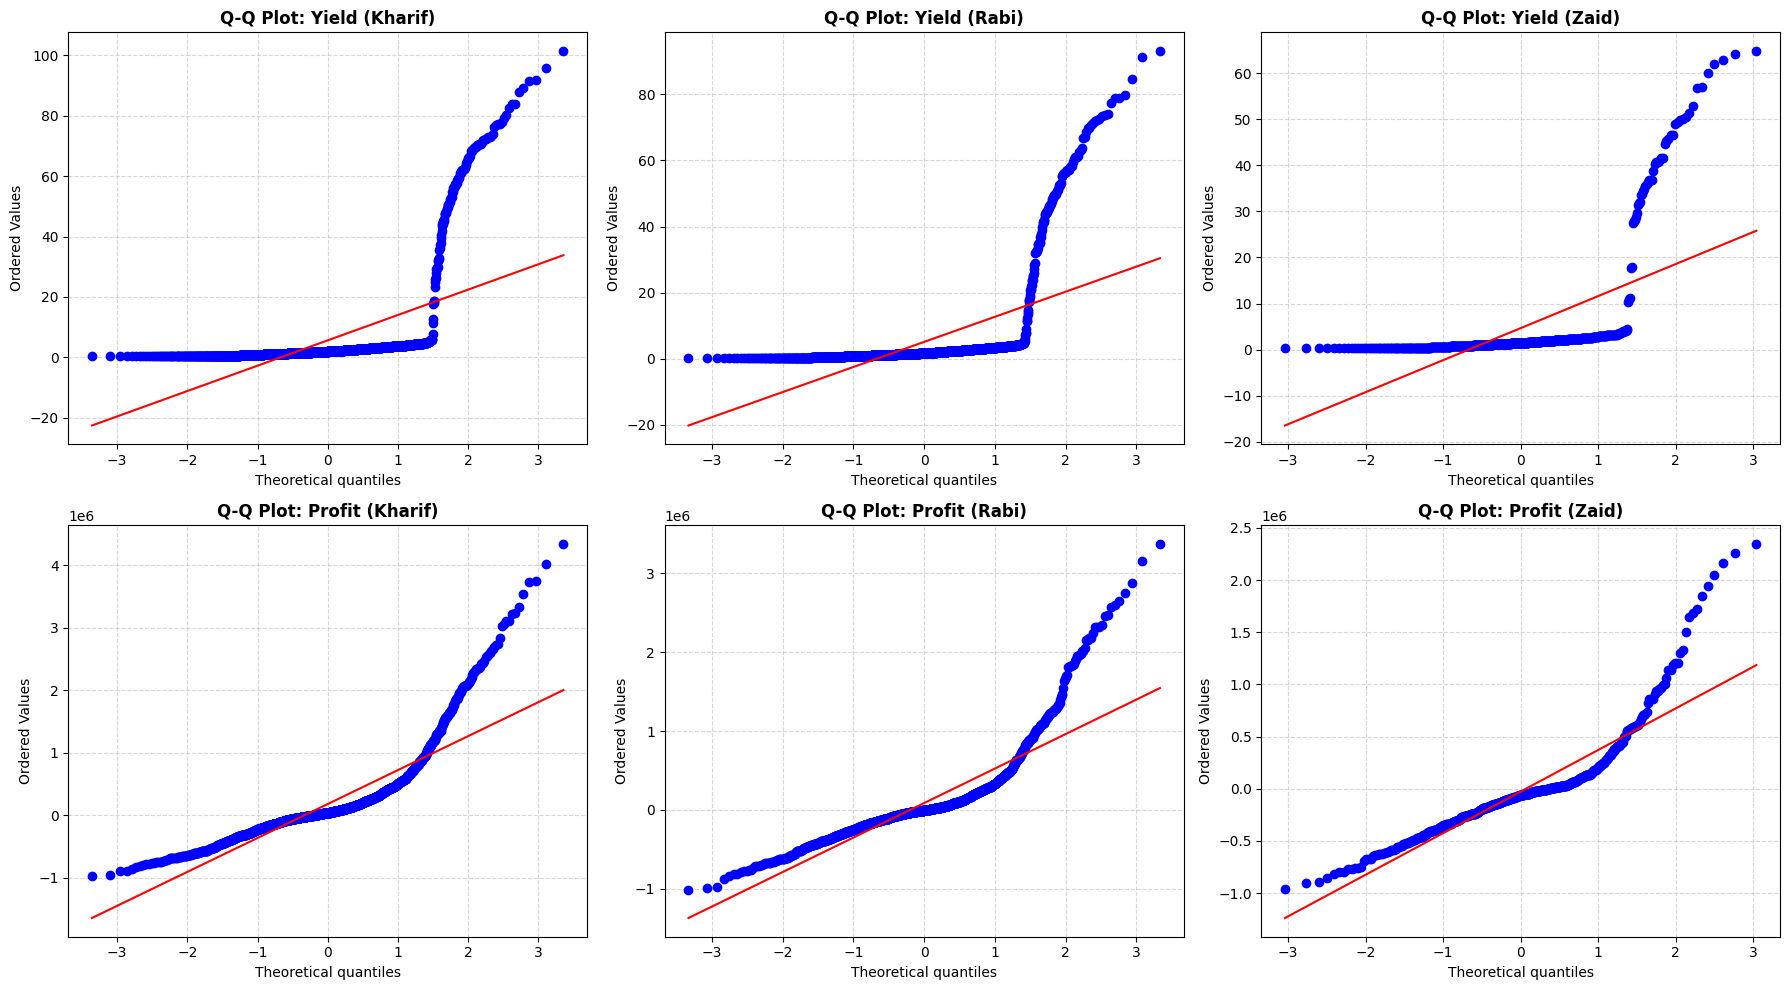 Q-Q Plot: Yield (Kharif)
Ordered Values
100
80
60
40
20
0
−20
−3 −2 −1 0 1 2 3
Theoretical quantiles
Q-Q Plot: Yield (Rabi)
Ordered Values
80
60
40
20
0
−20
−3 −2 −1 0 1 2 3
Theoretical quantiles
Q-Q Plot: Yield (Zaid)
Ordered Values
60
50
40
30
20
10
0
−10
−20
−3 −2 −1 0 1 2 3
Theoretical quantiles
Q-Q Plot: Profit (Kharif)
1e6
Ordered Values
4
3
2
1
0
−1
−3 −2 −1 0 1 2 3
Theoretical quantiles
Q-Q Plot: Profit (Rabi)
1e6
Ordered Values
3
2
1
0
−1
−3 −2 −1 0 1 2 3
Theoretical quantiles
Q-Q Plot: Profit (Zaid)
1e6
Ordered Values
2.5
2.0
1.5
1.0
0.5
0.0
−0.5
−1.0
−3 −2 −1 0 1 2 3
Theoretical quantiles